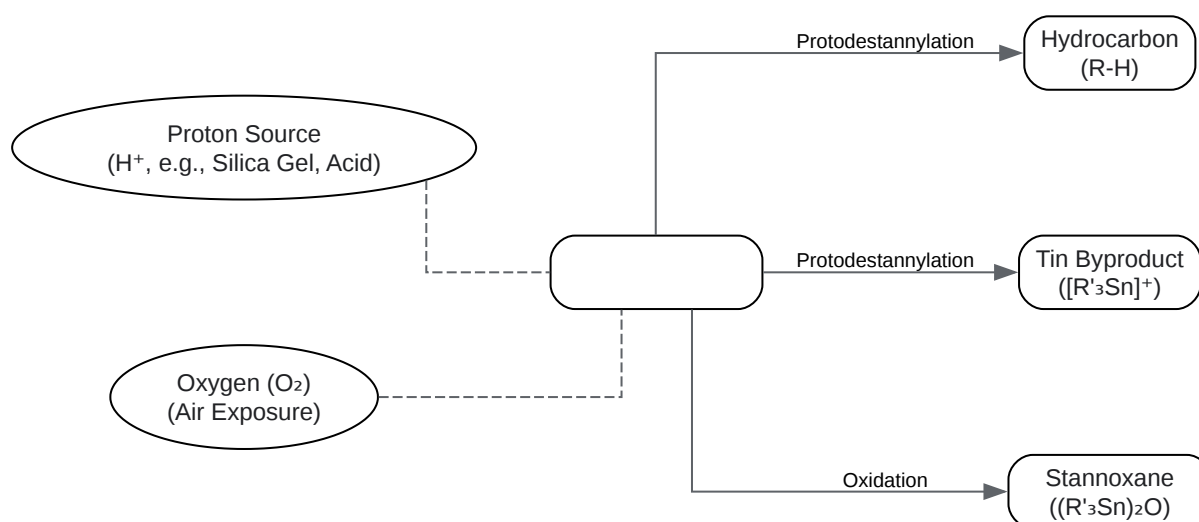 Protodestannylation
Hydrocarbon
(R-H)
Proton Source
(H⁺, e.g., Silica Gel, Acid)
Protodestannylation
Tin Byproduct
([R'₃Sn]⁺)
Oxygen (O₂)
(Air Exposure)
Oxidation
Stannoxane
((R'₃Sn)₂O)